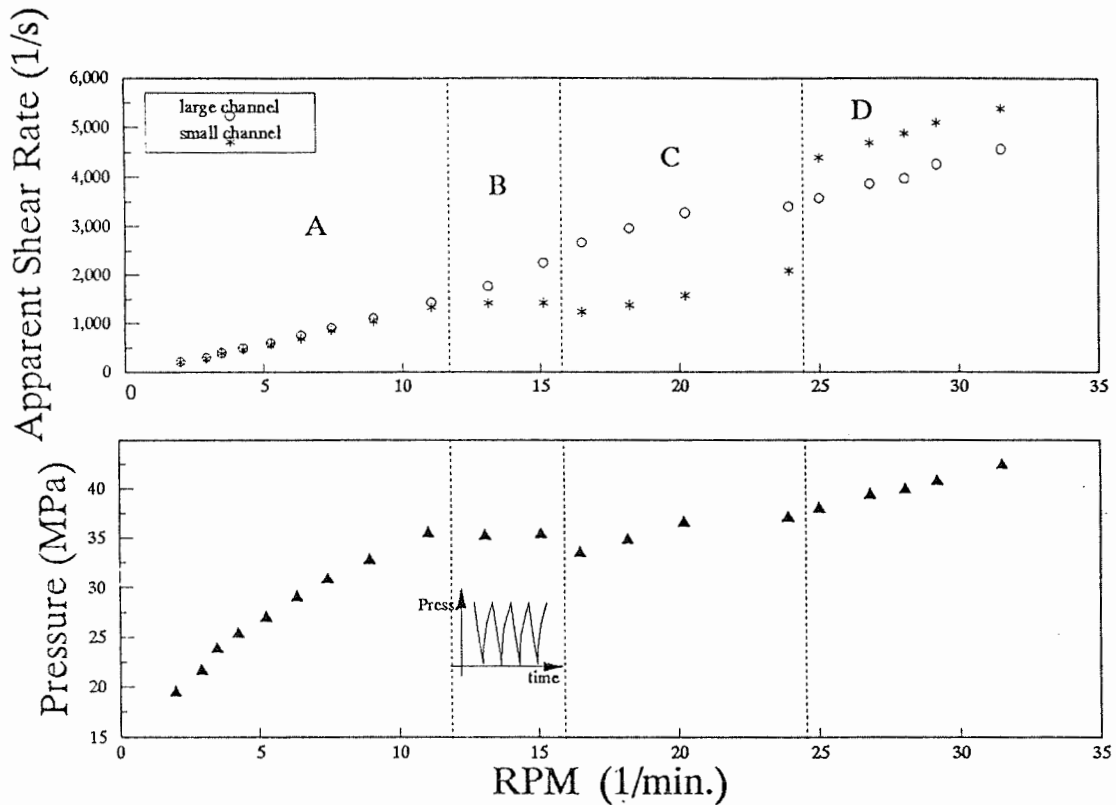 Apparent Shear Rate (1/s)
6,000
5,000
4,000
3,000
2,000
1,000
0
large channel
small channel
A
B
C
D
0
5
10
15
20
25
30
35
Pressure (MPa)
40
35
30
25
20
15
Press
time
0
5
10
15
20
25
30
35
RPM (1/min.)